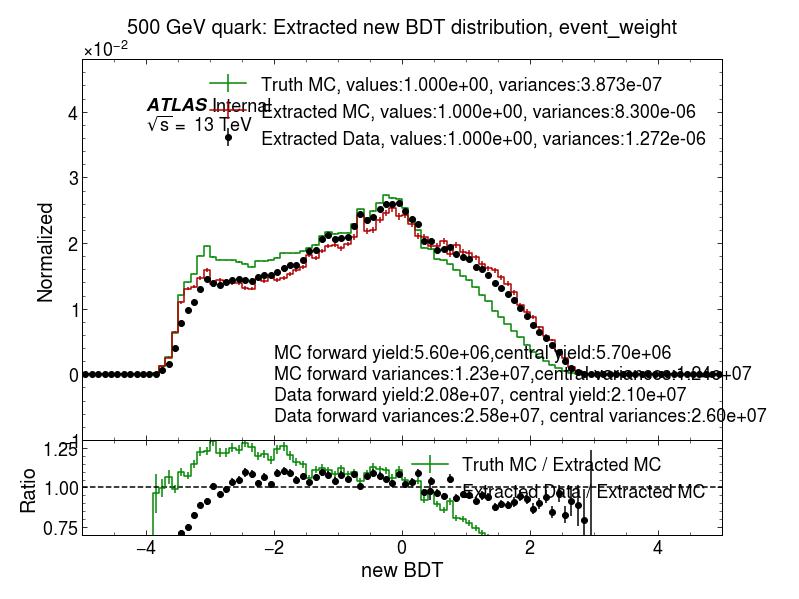 500 GeV quark: Extracted new BDT distribution, event_weight
×10⁻²
Truth MC, values:1.000e+00, variances:3.873e-07
ATLAS Internal
Extracted MC, values:1.000e+00, variances:8.300e-06
√s = 13 TeV
Extracted Data, values:1.000e+00, variances:1.272e-06
4
3
2
1
0
Normalized
MC forward yield:5.60e+06,central yield:5.70e+06
MC forward variances:1.23e+07,central variances:1.24e+07
Data forward yield:2.08e+07, central yield:2.10e+07
Data forward variances:2.58e+07, central variances:2.60e+07
−1
1.25
1.00
0.75
Ratio
Truth MC / Extracted MC
Extracted Data / Extracted MC
−4 −2 0 2 4
new BDT